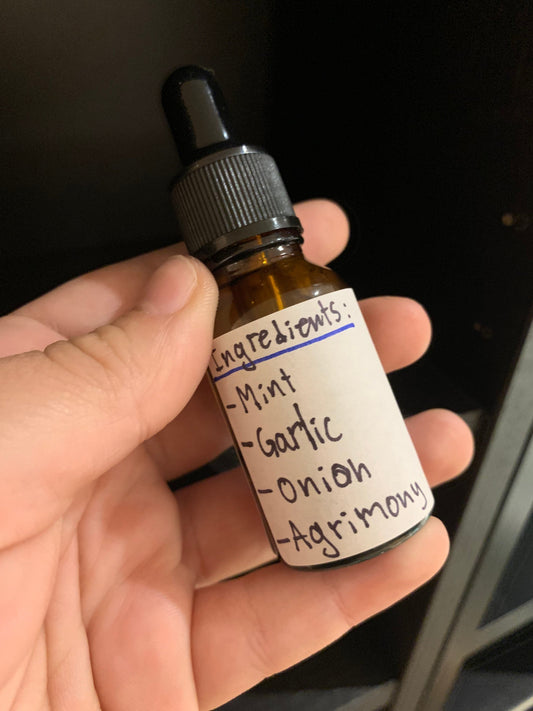 Ingredients:
-Mint
-Garlic
-Onion
-Agrimony